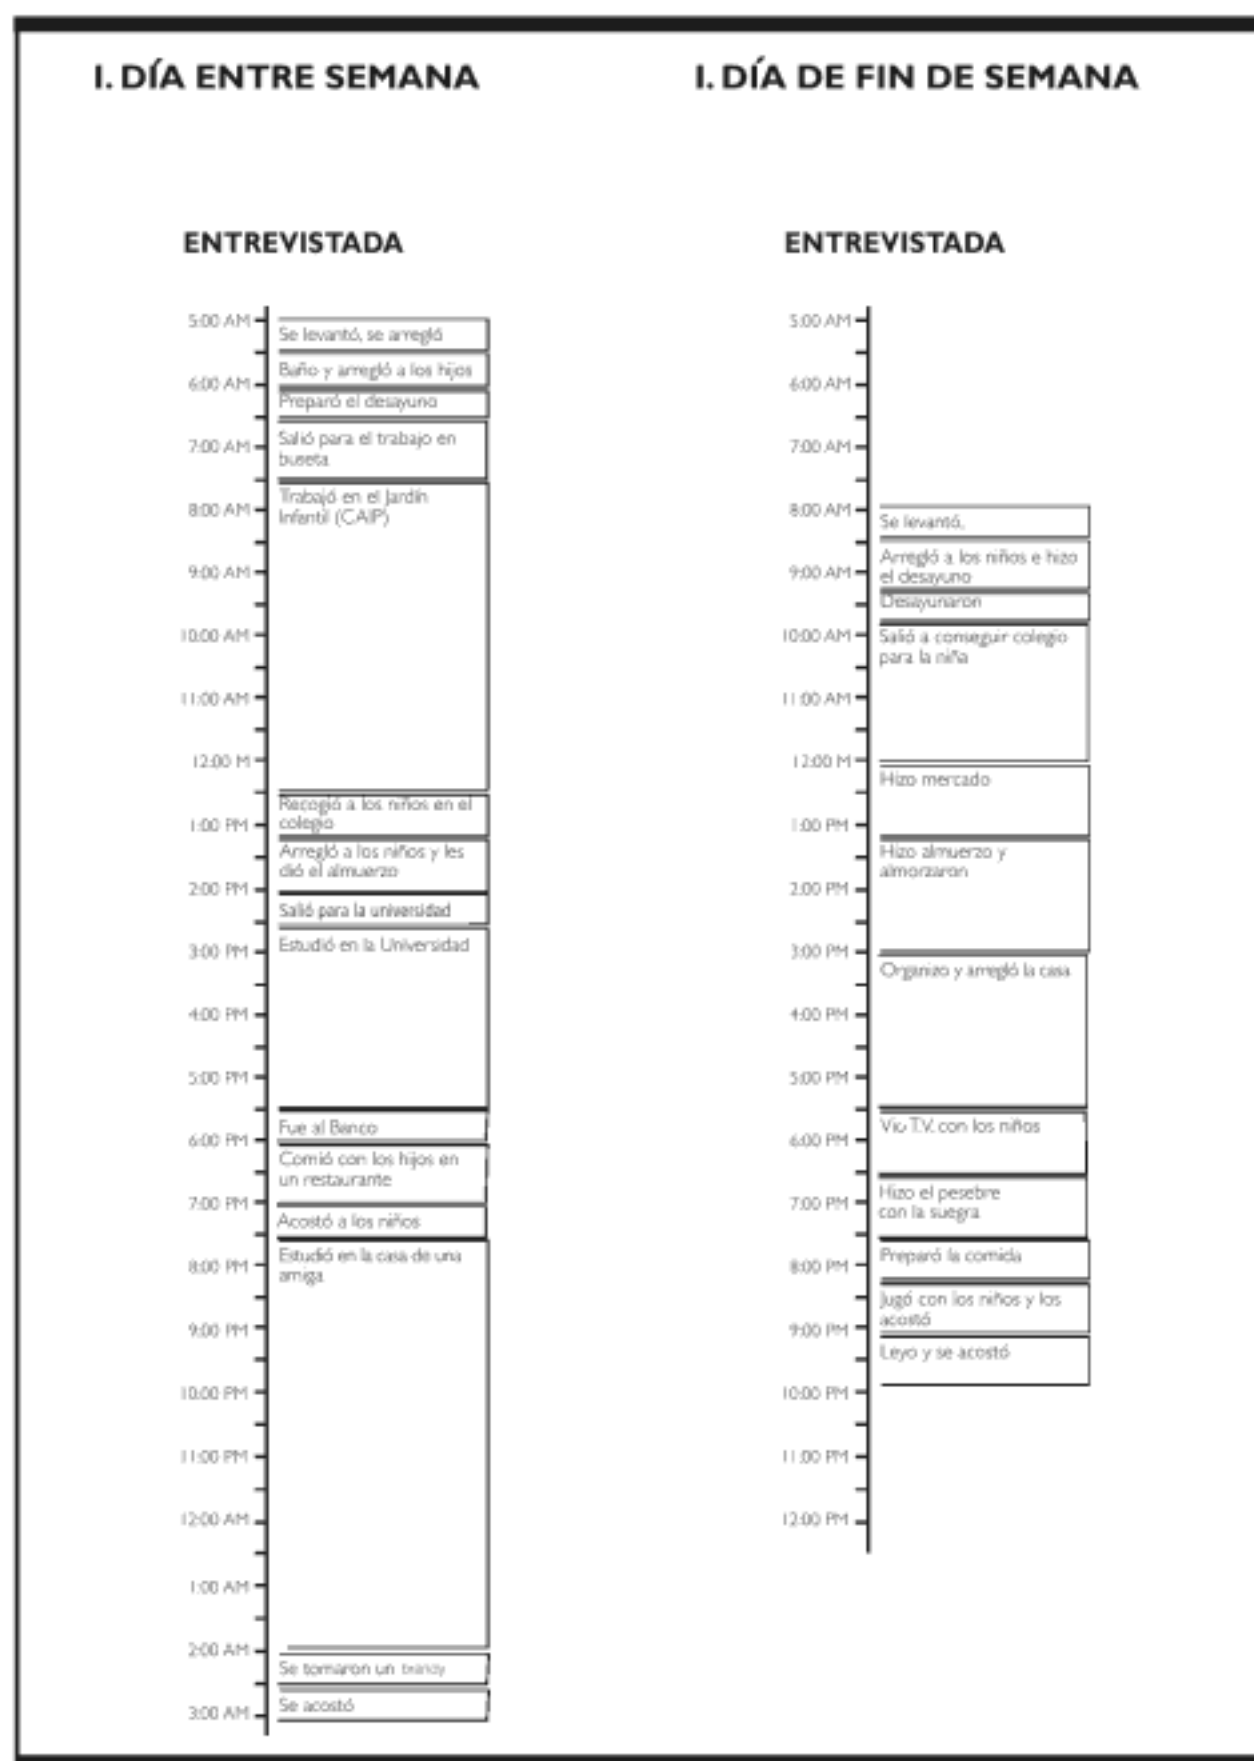 I. DÍA ENTRE SEMANA
ENTREVISTADA
5:00 AM
Se levantó, se arregló
Baño y arregló a los hijos
6:00 AM
Preparó el desayuno
7:00 AM
Salió para el trabajo en
buseta
Trabajó en el Jardín
Infantil (CAIP)
8:00 AM
9:00 AM
10:00 AM
11:00 AM
12:00 M
Recogió a los niños en el
colegio
1:00 PM
Arregló a los niños y les
dió el almuerzo
2:00 PM
Salió para la universidad
Estudió en la Universidad
3:00 PM
4:00 PM
5:00 PM
Fue al Banco
6:00 PM
Comió con los hijos en
un restaurante
7:00 PM
Acostó a los niños
Estudió en la casa de una
amiga
8:00 PM
9:00 PM
10:00 PM
11:00 PM
12:00 AM
1:00 AM
2:00 AM
Se tomaron un brandy
Se acostó
3:00 AM
I. DÍA DE FIN DE SEMANA
ENTREVISTADA
5:00 AM
6:00 AM
7:00 AM
8:00 AM
Se levantó,
Arregló a los niños e hizo
el desayuno
9:00 AM
Desayunaron
10:00 AM
Salió a conseguir colegio
para la niña
11:00 AM
12:00 M
Hizo mercado
1:00 PM
Hizo almuerzo y
almorzaron
2:00 PM
3:00 PM
Organizo y arregló la casa
4:00 PM
5:00 PM
Vio T.V. con los niños
6:00 PM
7:00 PM
Hizo el pesebre
con la suegra
Preparó la comida
8:00 PM
Jugó con los niños y los
acostó
9:00 PM
Leyo y se acostó
10:00 PM
11:00 PM
12:00 PM